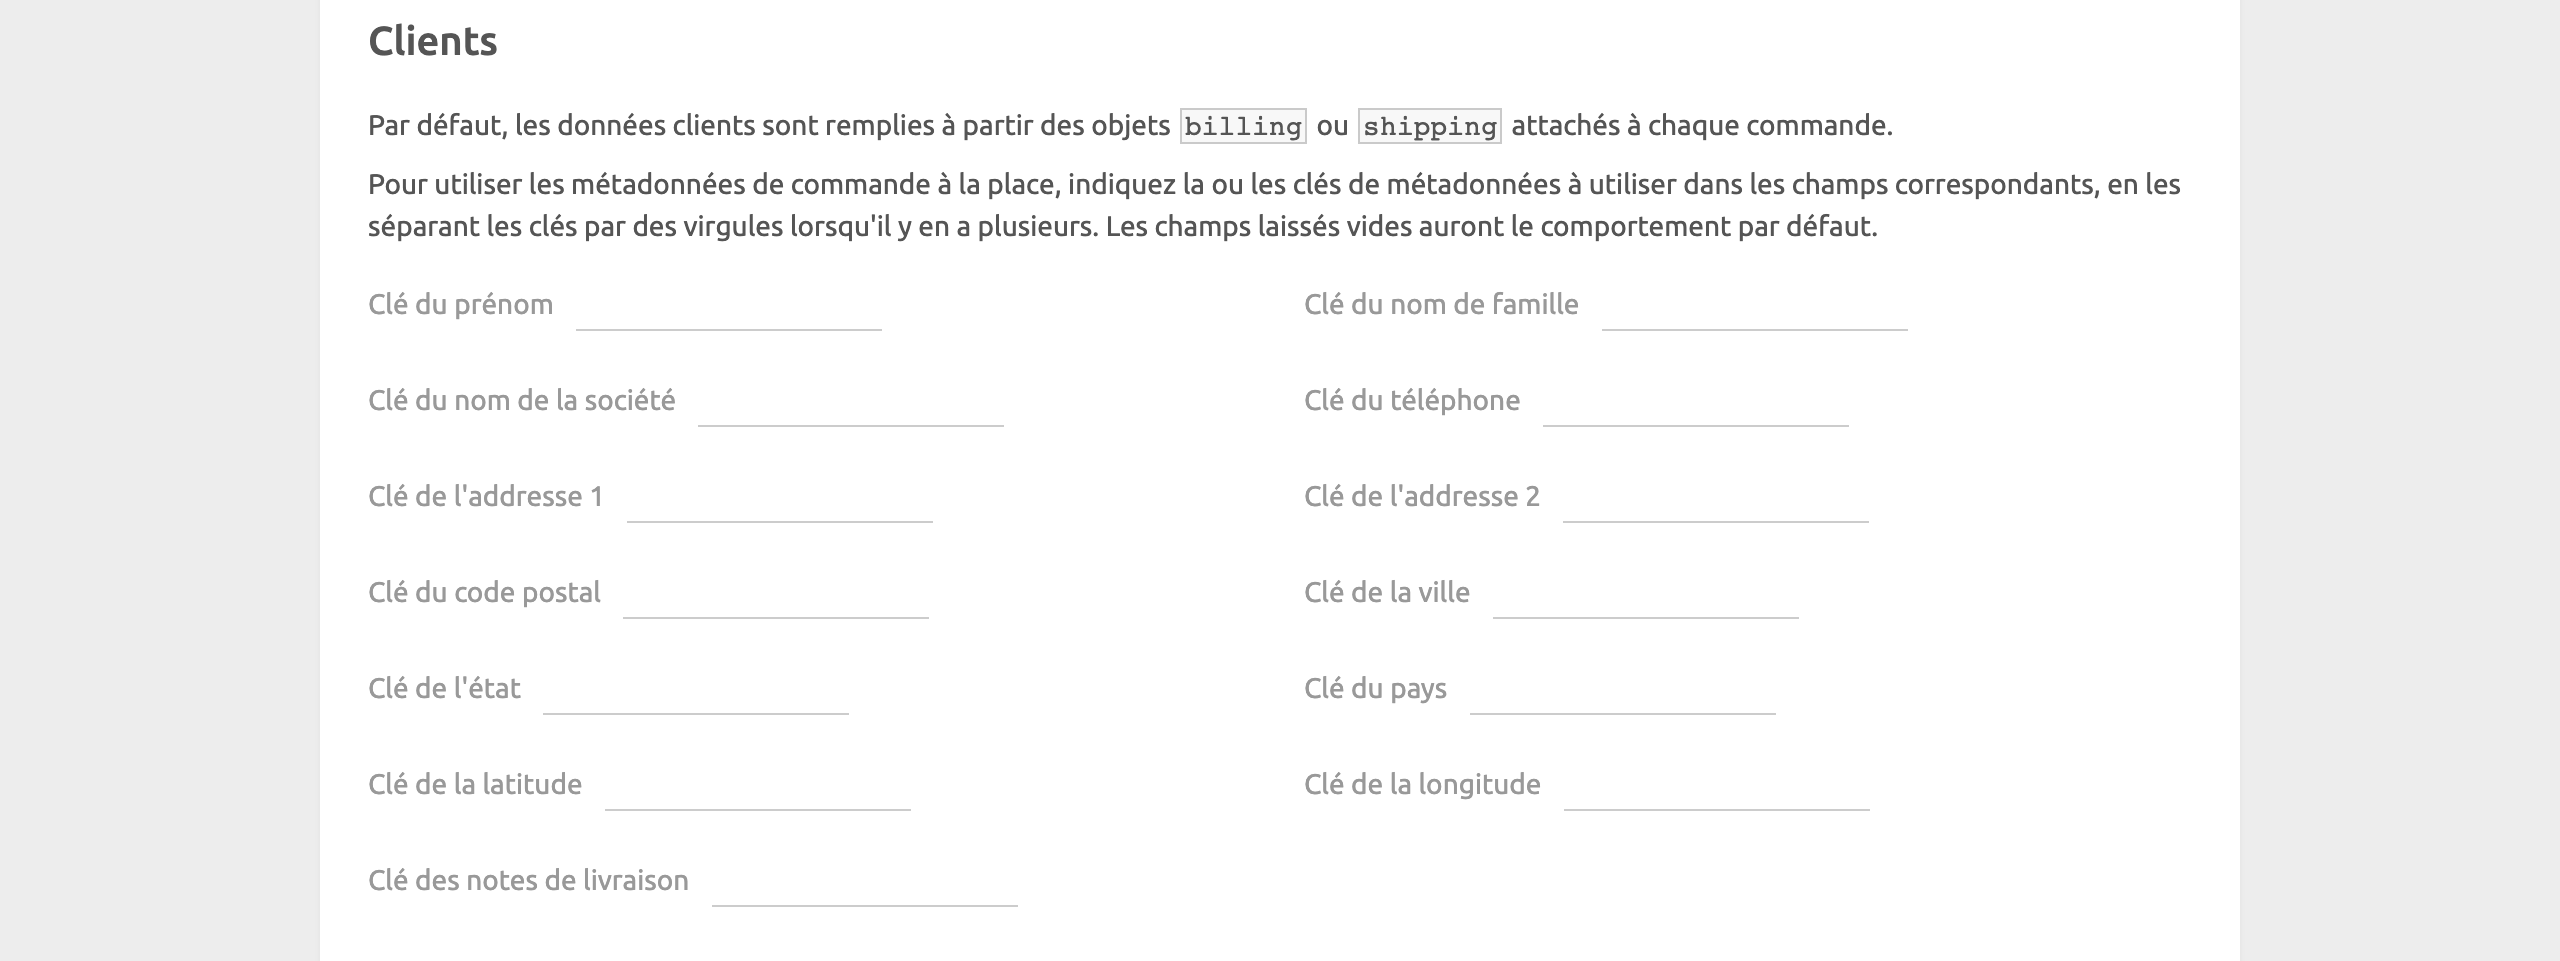 Clients
Par défaut, les données clients sont remplies à partir des objets billing ou shipping attachés à chaque commande.
Pour utiliser les métadonnées de commande à la place, indiquez la ou les clés de métadonnées à utiliser dans les champs correspondants, en les
séparant les clés par des virgules lorsqu'il y en a plusieurs. Les champs laissés vides auront le comportement par défaut.
Clé du prénom
Clé du nom de famille
Clé du nom de la société
Clé du téléphone
Clé de l'addresse 1
Clé de l'addresse 2
Clé du code postal
Clé de la ville
Clé de l'état
Clé du pays
Clé de la latitude
Clé de la longitude
Clé des notes de livraison